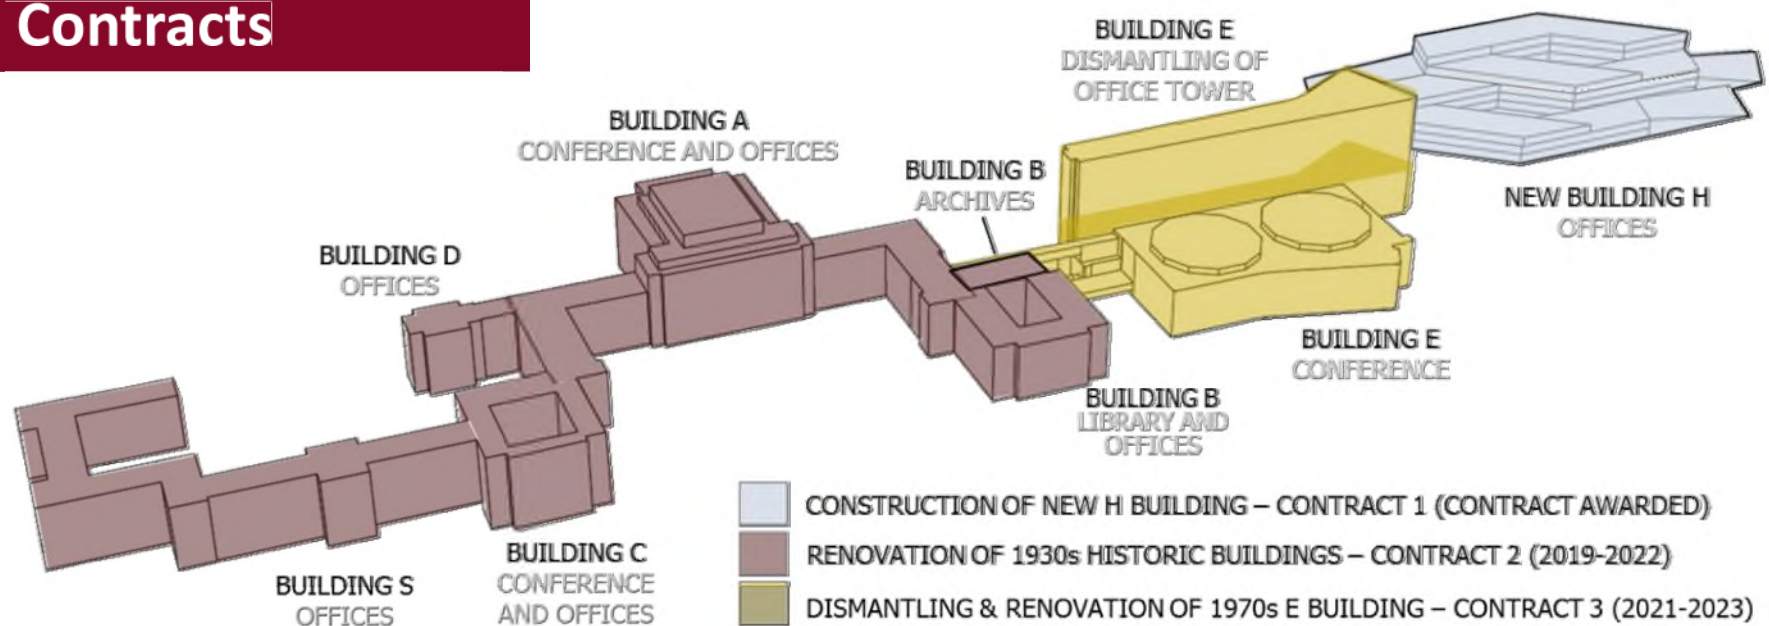 Contracts
BUILDING E
DISMANTLING OF
OFFICE TOWER
BUILDING A
CONFERENCE AND OFFICES
BUILDING B
ARCHIVES
NEW BUILDING H
OFFICES
BUILDING D
OFFICES
BUILDING E
CONFERENCE
BUILDING B
LIBRARY AND
OFFICES
BUILDING C
CONFERENCE
AND OFFICES
BUILDING S
OFFICES
CONSTRUCTION OF NEW H BUILDING – CONTRACT 1 (CONTRACT AWARDED)
RENOVATION OF 1930s HISTORIC BUILDINGS – CONTRACT 2 (2019-2022)
DISMANTLING & RENOVATION OF 1970s E BUILDING – CONTRACT 3 (2021-2023)